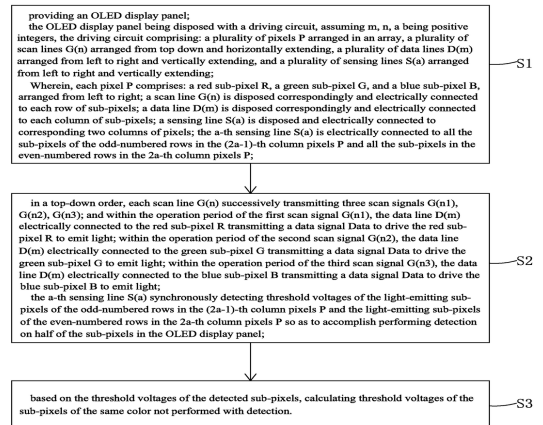 providing an OLED display panel;
the OLED display panel being disposed with a driving circuit, assuming m, n, a being positive
integers, the driving circuit comprising: a plurality of pixels P arranged in an array, a plurality of
scan lines G(n) arranged from top down and horizontally extending, a plurality of data lines D(m)
arranged from left to right and vertically extending, and a plurality of sensing lines S(a) arranged
from left to right and vertically extending;
Wherein, each pixel P comprises: a red sub-pixel R, a green sub-pixel G, and a blue sub-pixel B,
arranged from left to right; a scan line G(n) is disposed correspondingly and electrically connected
to each row of sub-pixels; a data line D(m) is disposed correspondingly and electrically connected
to each column of sub-pixels; a sensing line S(a) is disposed and electrically connected to
corresponding two columns of pixels; the a-th sensing line S(a) is electrically connected to all the
sub-pixels of the odd-numbered rows in the (2a-1)-th column pixels P and all the sub-pixels in the
even-numbered rows in the 2a-th column pixels P;
S1
in a top-down order, each scan line G(n) successively transmitting three scan signals G(n1),
G(n2), G(n3); and within the operation period of the first scan signal G(n1), the data line D(m)
electrically connected to the red sub-pixel R transmitting a data signal Data to drive the red sub-
pixel R to emit light; within the operation period of the second scan signal G(n2), the data line
D(m) electrically connected to the green sub-pixel G transmitting a data signal Data to drive the
green sub-pixel G to emit light; within the operation period of the third scan signal G(n3), the data
line D(m) electrically connected to the blue sub-pixel B transmitting a data signal Data to drive the
blue sub-pixel B to emit light;
the a-th sensing line S(a) synchronously detecting threshold voltages of the light-emitting sub-
pixels of the odd-numbered rows in the (2a-1)-th column pixels P and the light-emitting sub-pixels
of the even-numbered rows in the 2a-th column pixels P so as to accomplish performing detection
on half of the sub-pixels in the OLED display panel;
S2
based on the threshold voltages of the detected sub-pixels, calculating threshold voltages of the
sub-pixels of the same color not performed with detection.
S3